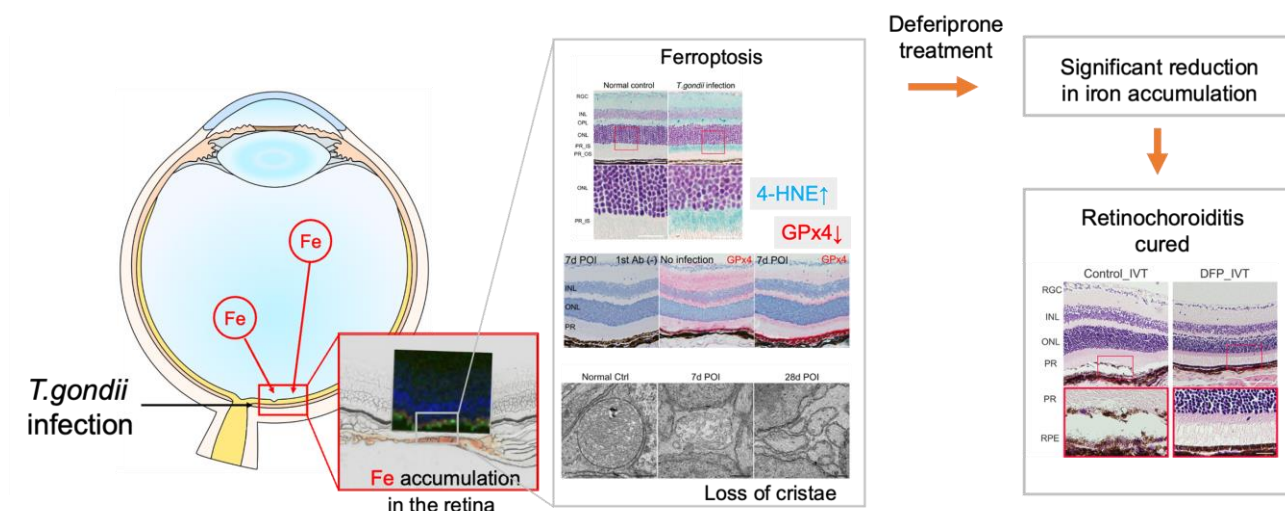 Fe
Fe
T.gondii
infection
Fe accumulation
in the retina
Ferroptosis
Normal control
T.gondii infection
RGC
INL
OPL
ONL
PR_IS
PR_OS
ONL
PR_IS
4-HNE↑
GPx4↓
7d POI
1st Ab (-)
No infection
GPx4
7d POI
GPx4
INL
ONL
PR
Normal Ctrl
7d POI
28d POI
Loss of cristae
Deferiprone
treatment
Significant reduction
in iron accumulation
Retinochoroiditis
cured
Control_IVT
DFP_IVT
RGC
INL
ONL
PR
PR
RPE